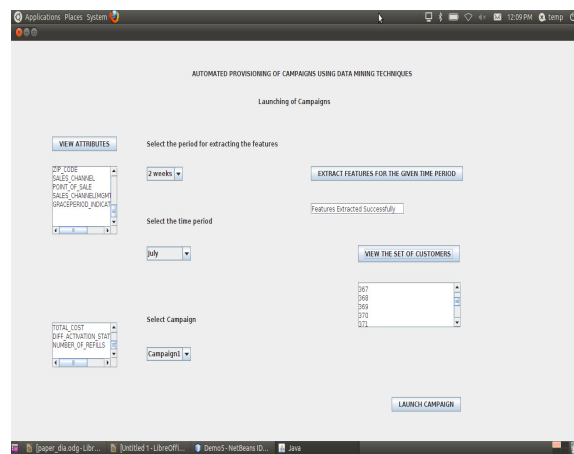 Applications Places System
12:09 PM temp
AUTOMATED PROVISIONING OF CAMPAIGNS USING DATA MINING TECHNIQUES
Launching of Campaigns
VIEW ATTRIBUTES
Select the period for extracting the features
ZIP_CODE
SALES_CHANNEL
POINT_OF_SALE
SALES_CHANNEL(MGMT
GRACEPERIOD_INDICAT
2 weeks
EXTRACT FEATURES FOR THE GIVEN TIME PERIOD
Features Extracted Successfully
Select the time period
July
VIEW THE SET OF CUSTOMERS
367
368
369
370
371
Select Campaign
TOTAL_COST
DIFF_ACTIVATION_STAT
NUMBER_OF_REFILLS
Campaign1
LAUNCH CAMPAIGN
[paper_dia.odg-Libr...
[Untitled 1 - LibreOffi...
Demo5 - NetBeans ID...
Java